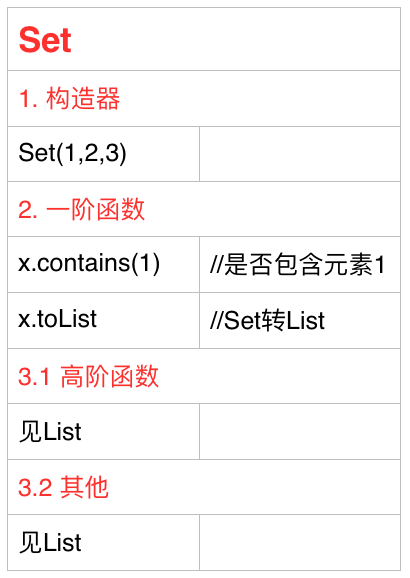 Set
1. 构造器
Set(1,2,3)
2. 一阶函数
x.contains(1) //是否包含元素1
x.toList //Set转List
3.1 高阶函数
见List
3.2 其他
见List